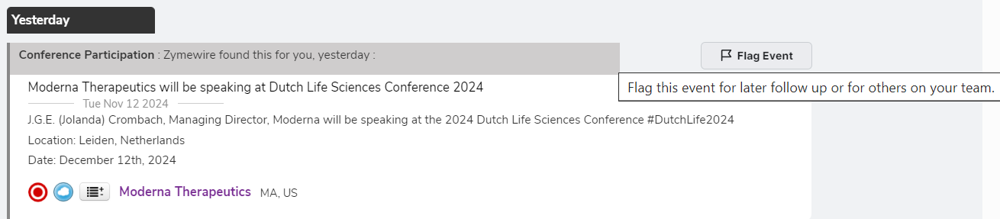 Yesterday
Conference Participation : Zymewire found this for you, yesterday :
Flag Event
Flag this event for later follow up or for others on your team.
Moderna Therapeutics will be speaking at Dutch Life Sciences Conference 2024
Tue Nov 12 2024
J.G.E. (Jolanda) Crombach, Managing Director, Moderna will be speaking at the 2024 Dutch Life Sciences Conference #DutchLife2024
Location: Leiden, Netherlands
Date: December 12th, 2024
Moderna Therapeutics MA, US